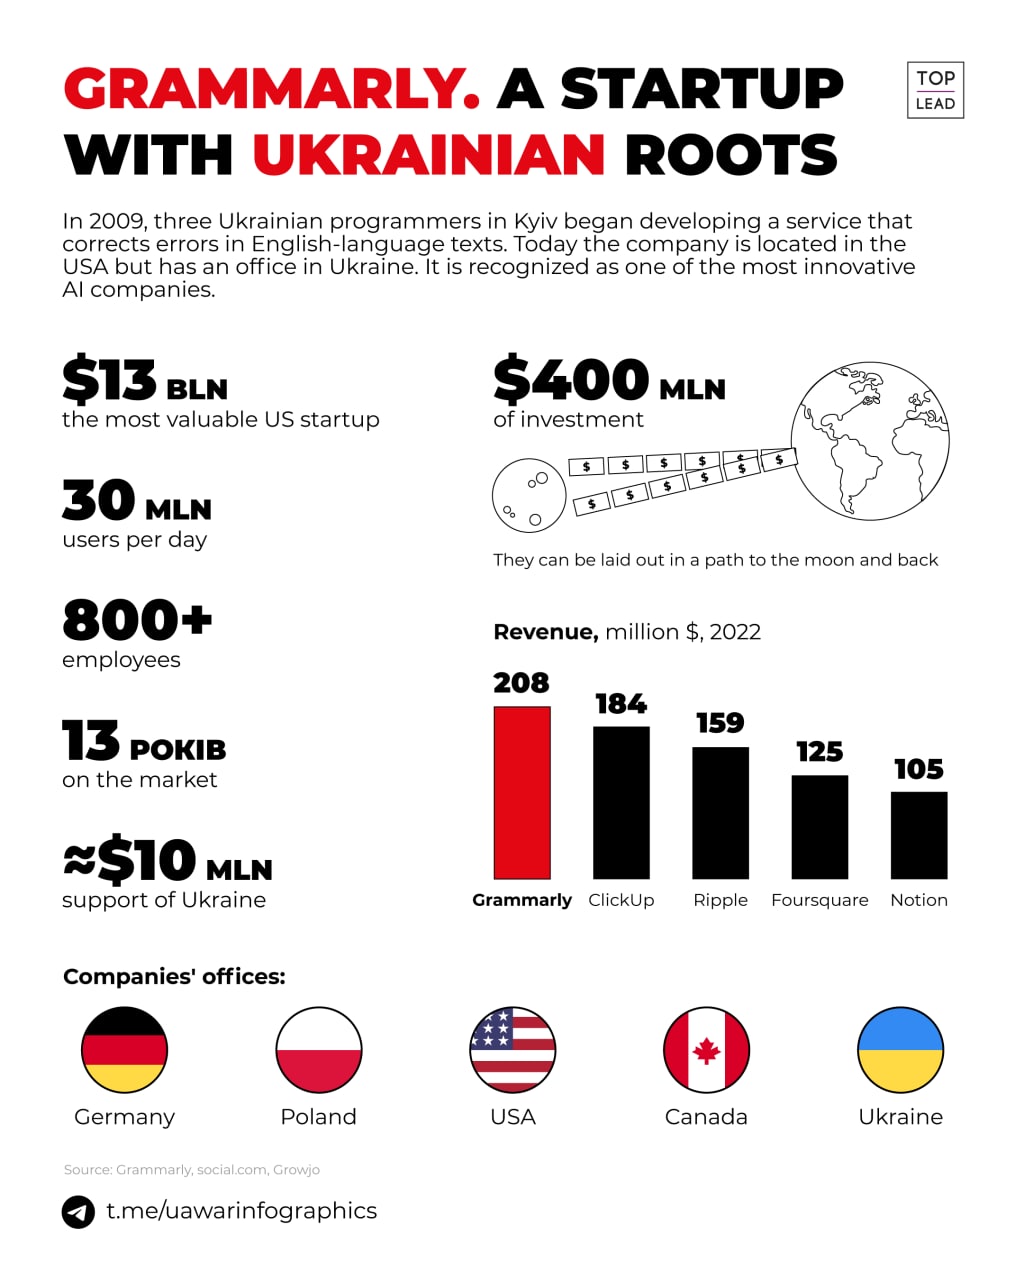 GRAMMARLY. A STARTUP
WITH UKRAINIAN ROOTS
TOP
LEAD
In 2009, three Ukrainian programmers in Kyiv began developing a service that
corrects errors in English-language texts. Today the company is located in the
USA but has an office in Ukraine. It is recognized as one of the most innovative
AI companies.
$13 BLN
the most valuable US startup
30 MLN
users per day
800+
employees
13 РОКІВ
on the market
≈$10 MLN
support of Ukraine
$400 MLN
of investment
$ $ $ $ $ $
$ $ $ $ $
They can be laid out in a path to the moon and back
Revenue, million $, 2022
208
184
159
125
105
Grammarly ClickUp Ripple Foursquare Notion
Companies' offices:
Germany Poland USA Canada Ukraine
Source: Grammarly, social.com, Growjo
t.me/uawarinfographics